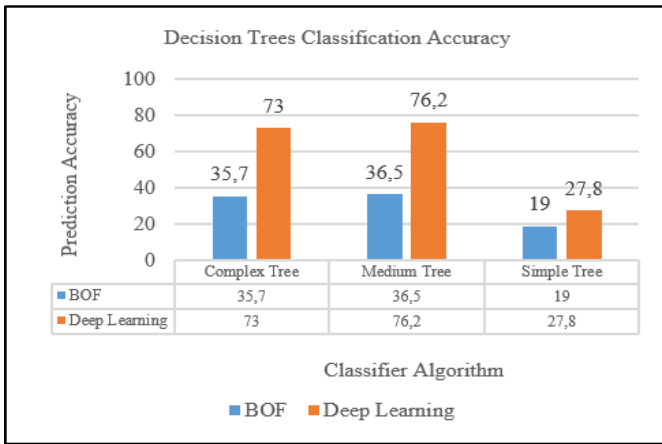 Decision Trees Classification Accuracy
Prediction Accuracy
100
80
60
40
20
0
35,7
73
36,5
76,2
19
27,8
Complex Tree Medium Tree Simple Tree
BOF 35,7 36,5 19
Deep Learning 73 76,2 27,8
Classifier Algorithm
BOF Deep Learning